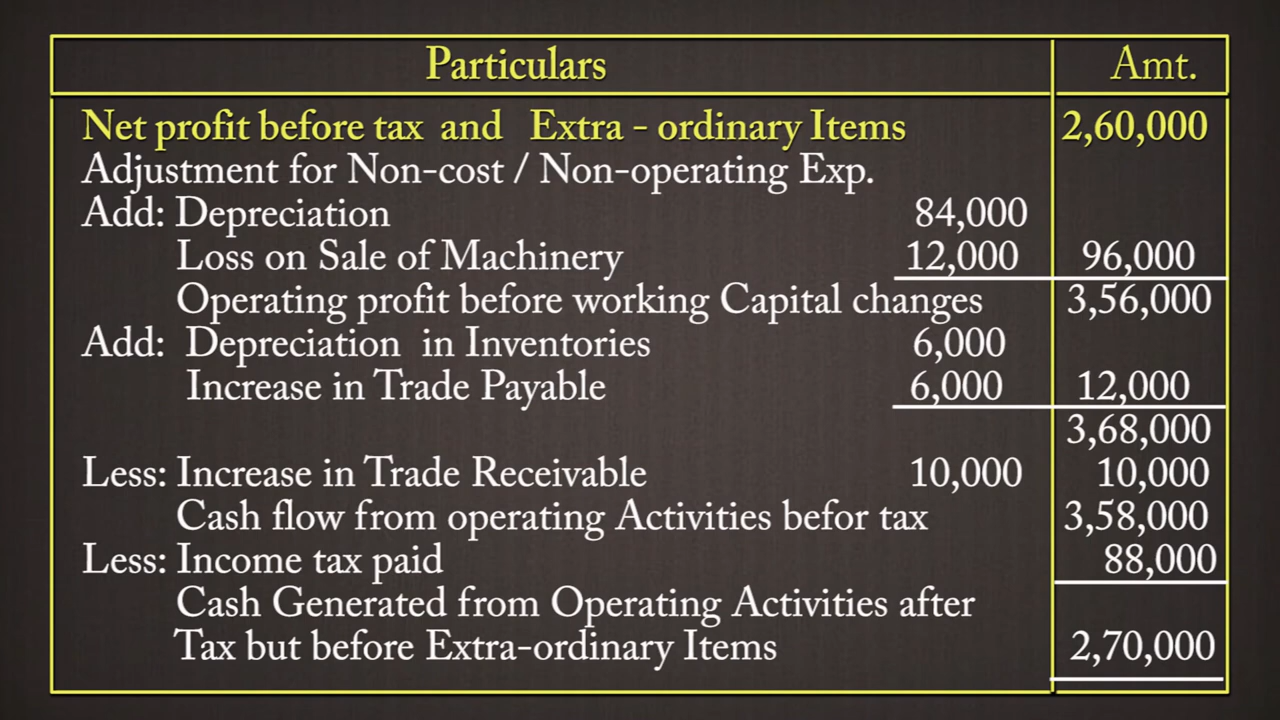 Particulars Amt.
Net profit before tax and Extra - ordinary Items 2,60,000
Adjustment for Non-cost / Non-operating Exp.
Add: Depreciation 84,000
Loss on Sale of Machinery 12,000 96,000
Operating profit before working Capital changes 3,56,000
Add: Depreciation in Inventories 6,000
Increase in Trade Payable 6,000 12,000
3,68,000
Less: Increase in Trade Receivable 10,000 10,000
Cash flow from operating Activities befor tax 3,58,000
Less: Income tax paid 88,000
Cash Generated from Operating Activities after
Tax but before Extra-ordinary Items 2,70,000